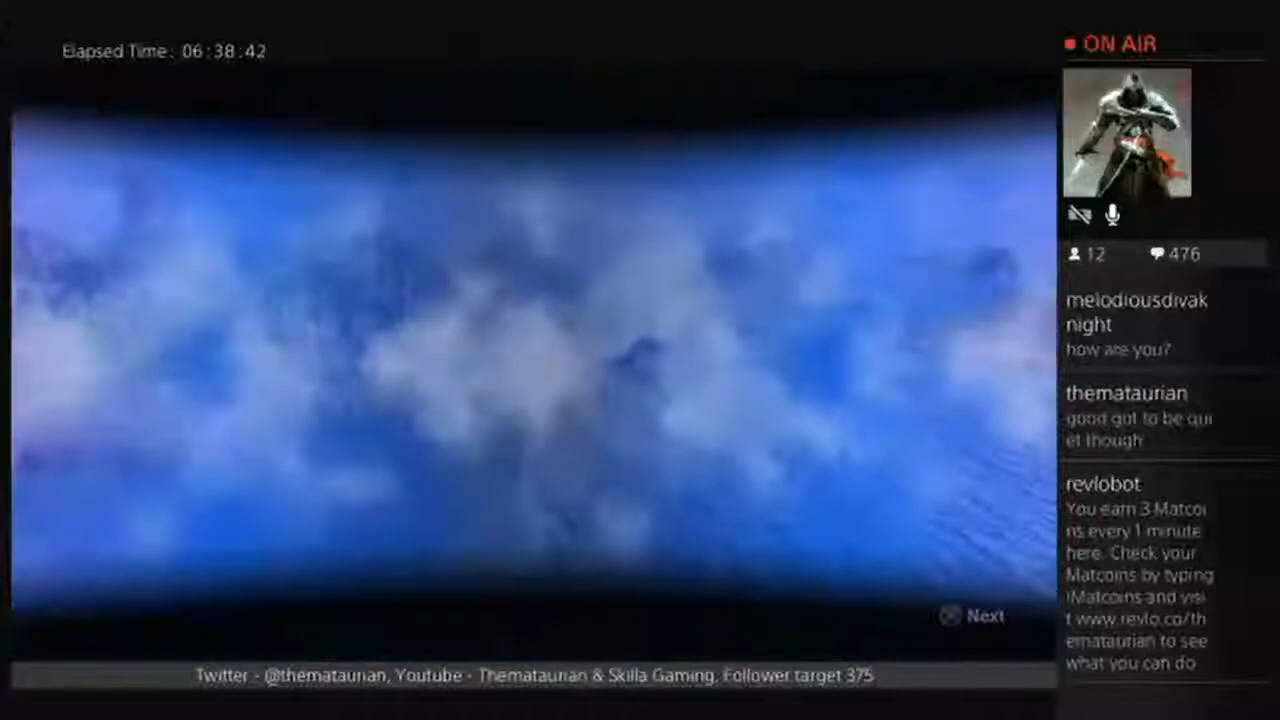 Elapsed Time: 06:38:42
ON AIR
12 476
melodiousdivak
night
how are you?
themataurian
good got to be qui
et though
revlobot
You earn 3 Matcoi
ns every 1 minute
here. Check your
Matcoins by typing
!Matcoins and visi
t www.revlo.co/th
emataurian to see
what you can do
Next
Twitter - @themataurian, Youtube - Themataurian & Skilla Gaming, Follower target 375